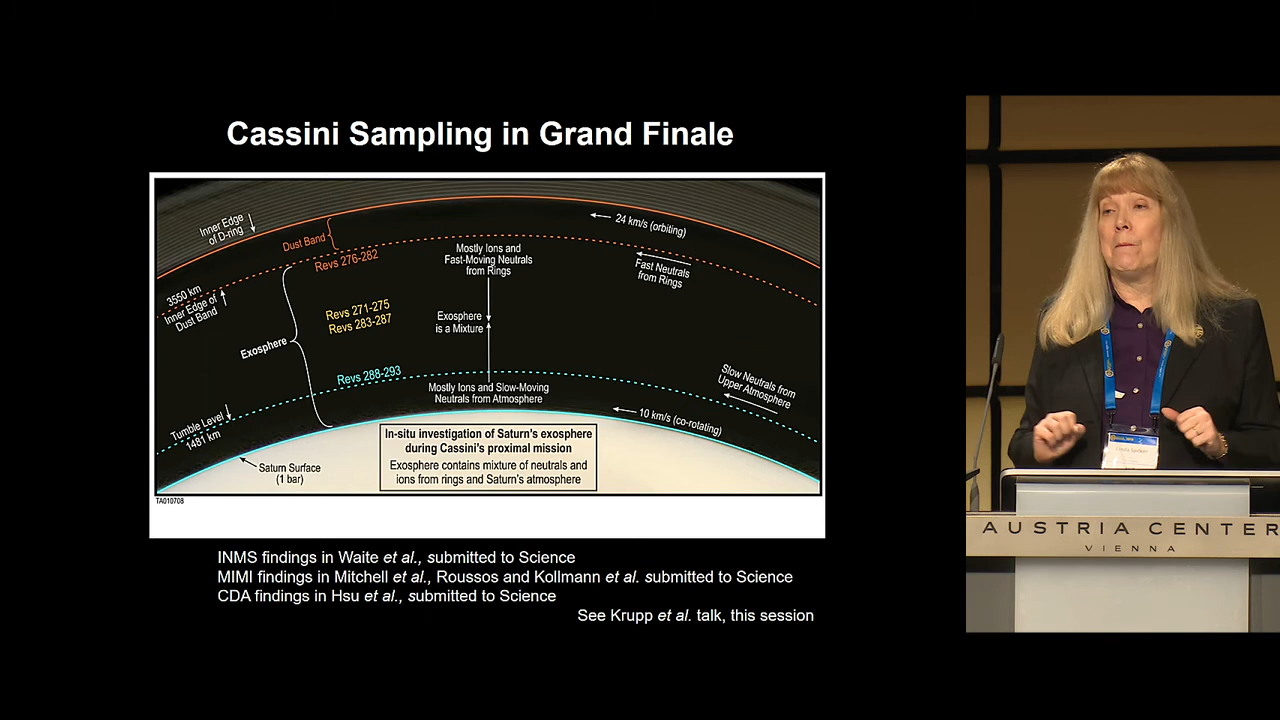 Cassini Sampling in Grand Finale
Inner Edge
of D-ring
Dust Band
Revs 276-282
24 km/s (orbiting)
Mostly Ions and
Fast-Moving Neutrals
from Rings
Fast Neutrals
from Rings
3550 km
Inner Edge of
Dust Band
Revs 271-275
Revs 283-287
Exosphere
is a Mixture
Exosphere
Revs 288-293
Mostly Ions and Slow-Moving
Neutrals from Atmosphere
Slow Neutrals from
Upper Atmosphere
Tumble Level
1481 km
10 km/s (co-rotating)
Saturn Surface
(1 bar)
In-situ investigation of Saturn's exosphere
during Cassini's proximal mission
Exosphere contains mixture of neutrals and
ions from rings and Saturn's atmosphere
TA010708
INMS findings in Waite et al., submitted to Science
MIMI findings in Mitchell et al., Roussos and Kollmann et al. submitted to Science
CDA findings in Hsu et al., submitted to Science
See Krupp et al. talk, this session
Linda Spilker
AUSTRIA CENTER
VIENNA